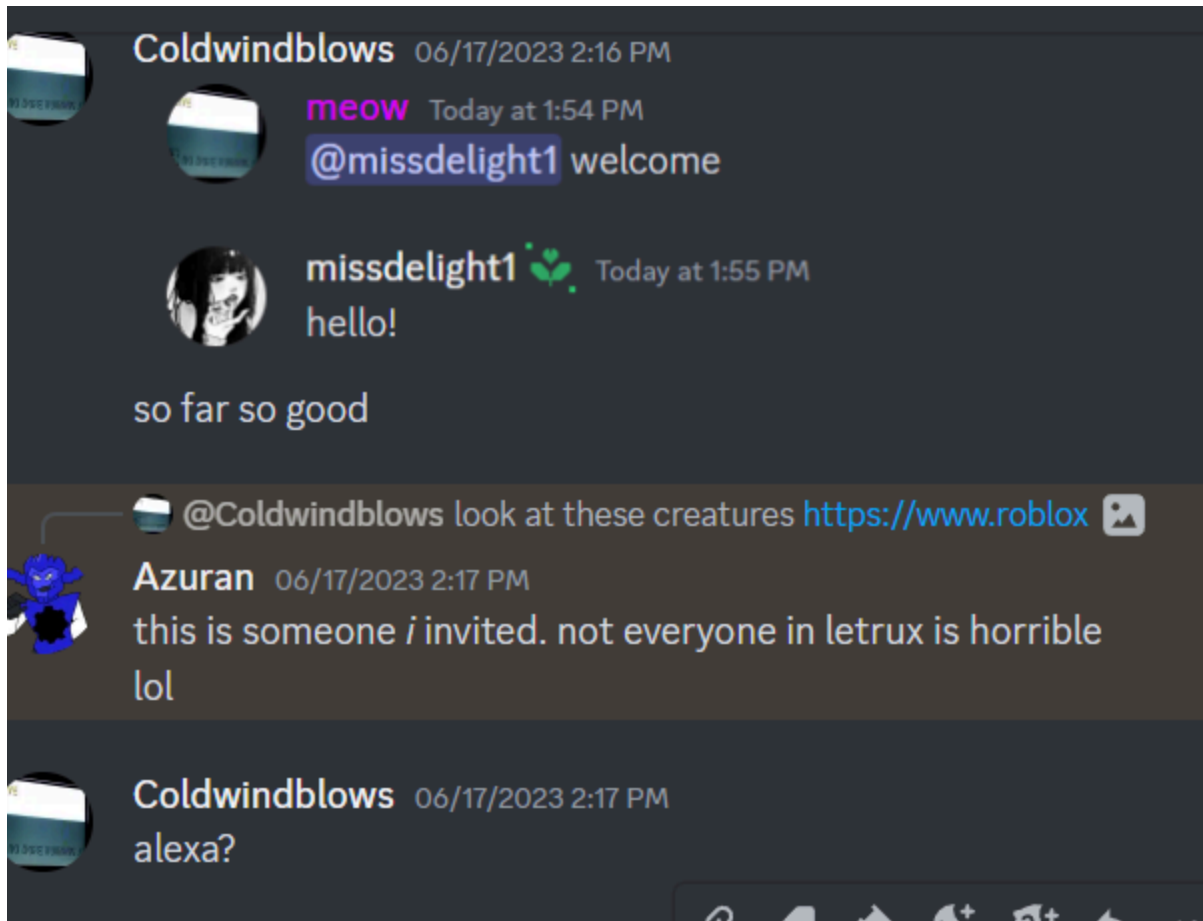 Coldwindblows 06/17/2023 2:16 PM
meow Today at 1:54 PM
@missdelight1 welcome
missdelight1 Today at 1:55 PM
hello!
so far so good
@Coldwindblows look at these creatures https://www.roblox
Azuran 06/17/2023 2:17 PM
this is someone i invited. not everyone in letrux is horrible
lol
Coldwindblows 06/17/2023 2:17 PM
alexa?